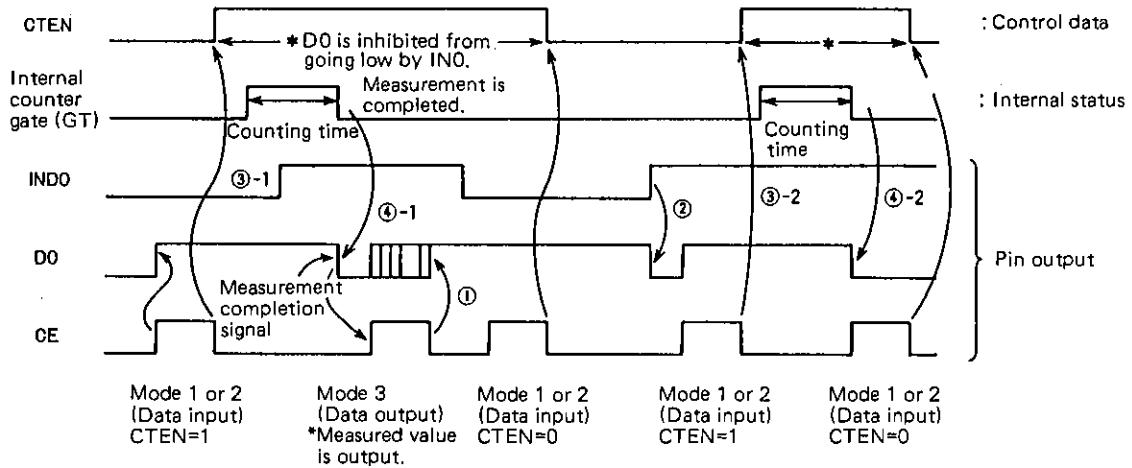 CTEN
: Control data
* DO is inhibited from
going low by INO.
Internal
counter
gate (GT)
Measurement is
completed.
: Internal status
Counting time
Counting
time
INDO
③-1
④-1
②
③-2
④-2
DO
Pin output
Measurement
completion
signal
①
CE
*
Mode 1 or 2
(Data input)
CTEN=1
Mode 3
(Data output)
*Measured value
is output.
Mode 1 or 2
(Data input)
CTEN=0
Mode 1 or 2
(Data input)
CTEN=1
Mode 1 or 2
(Data input)
CTEN=0